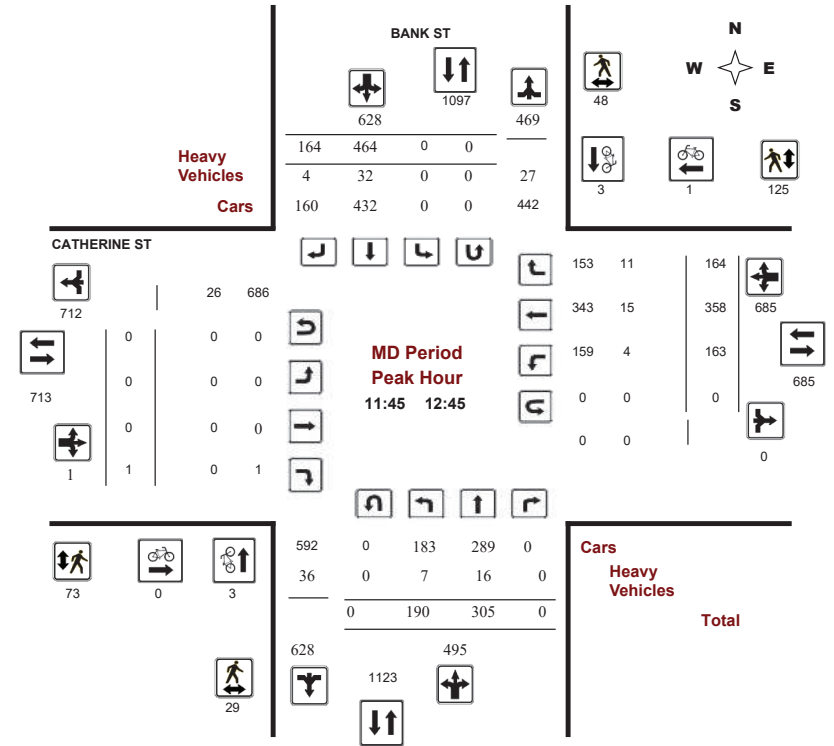 BANK ST
N
W E
S
1097
48
628 469
164 464 0 0
Heavy
Vehicles
4 32 0 0 27
3 1 125
Cars 160 432 0 0 442
CATHERINE ST
153 11 164
26 686
712
343 15 358 685
0 0 0
MD Period
159 4 163
Peak Hour
713
0 0 0
685
11:45 12:45
0 0 0
0 0 0
0 0
0
1
1 0 1
592 0 183 289 0 Cars
36 0 7 16 0 Heavy
Vehicles
73 0 3
0 190 305 0 Total
628 495
1123
29